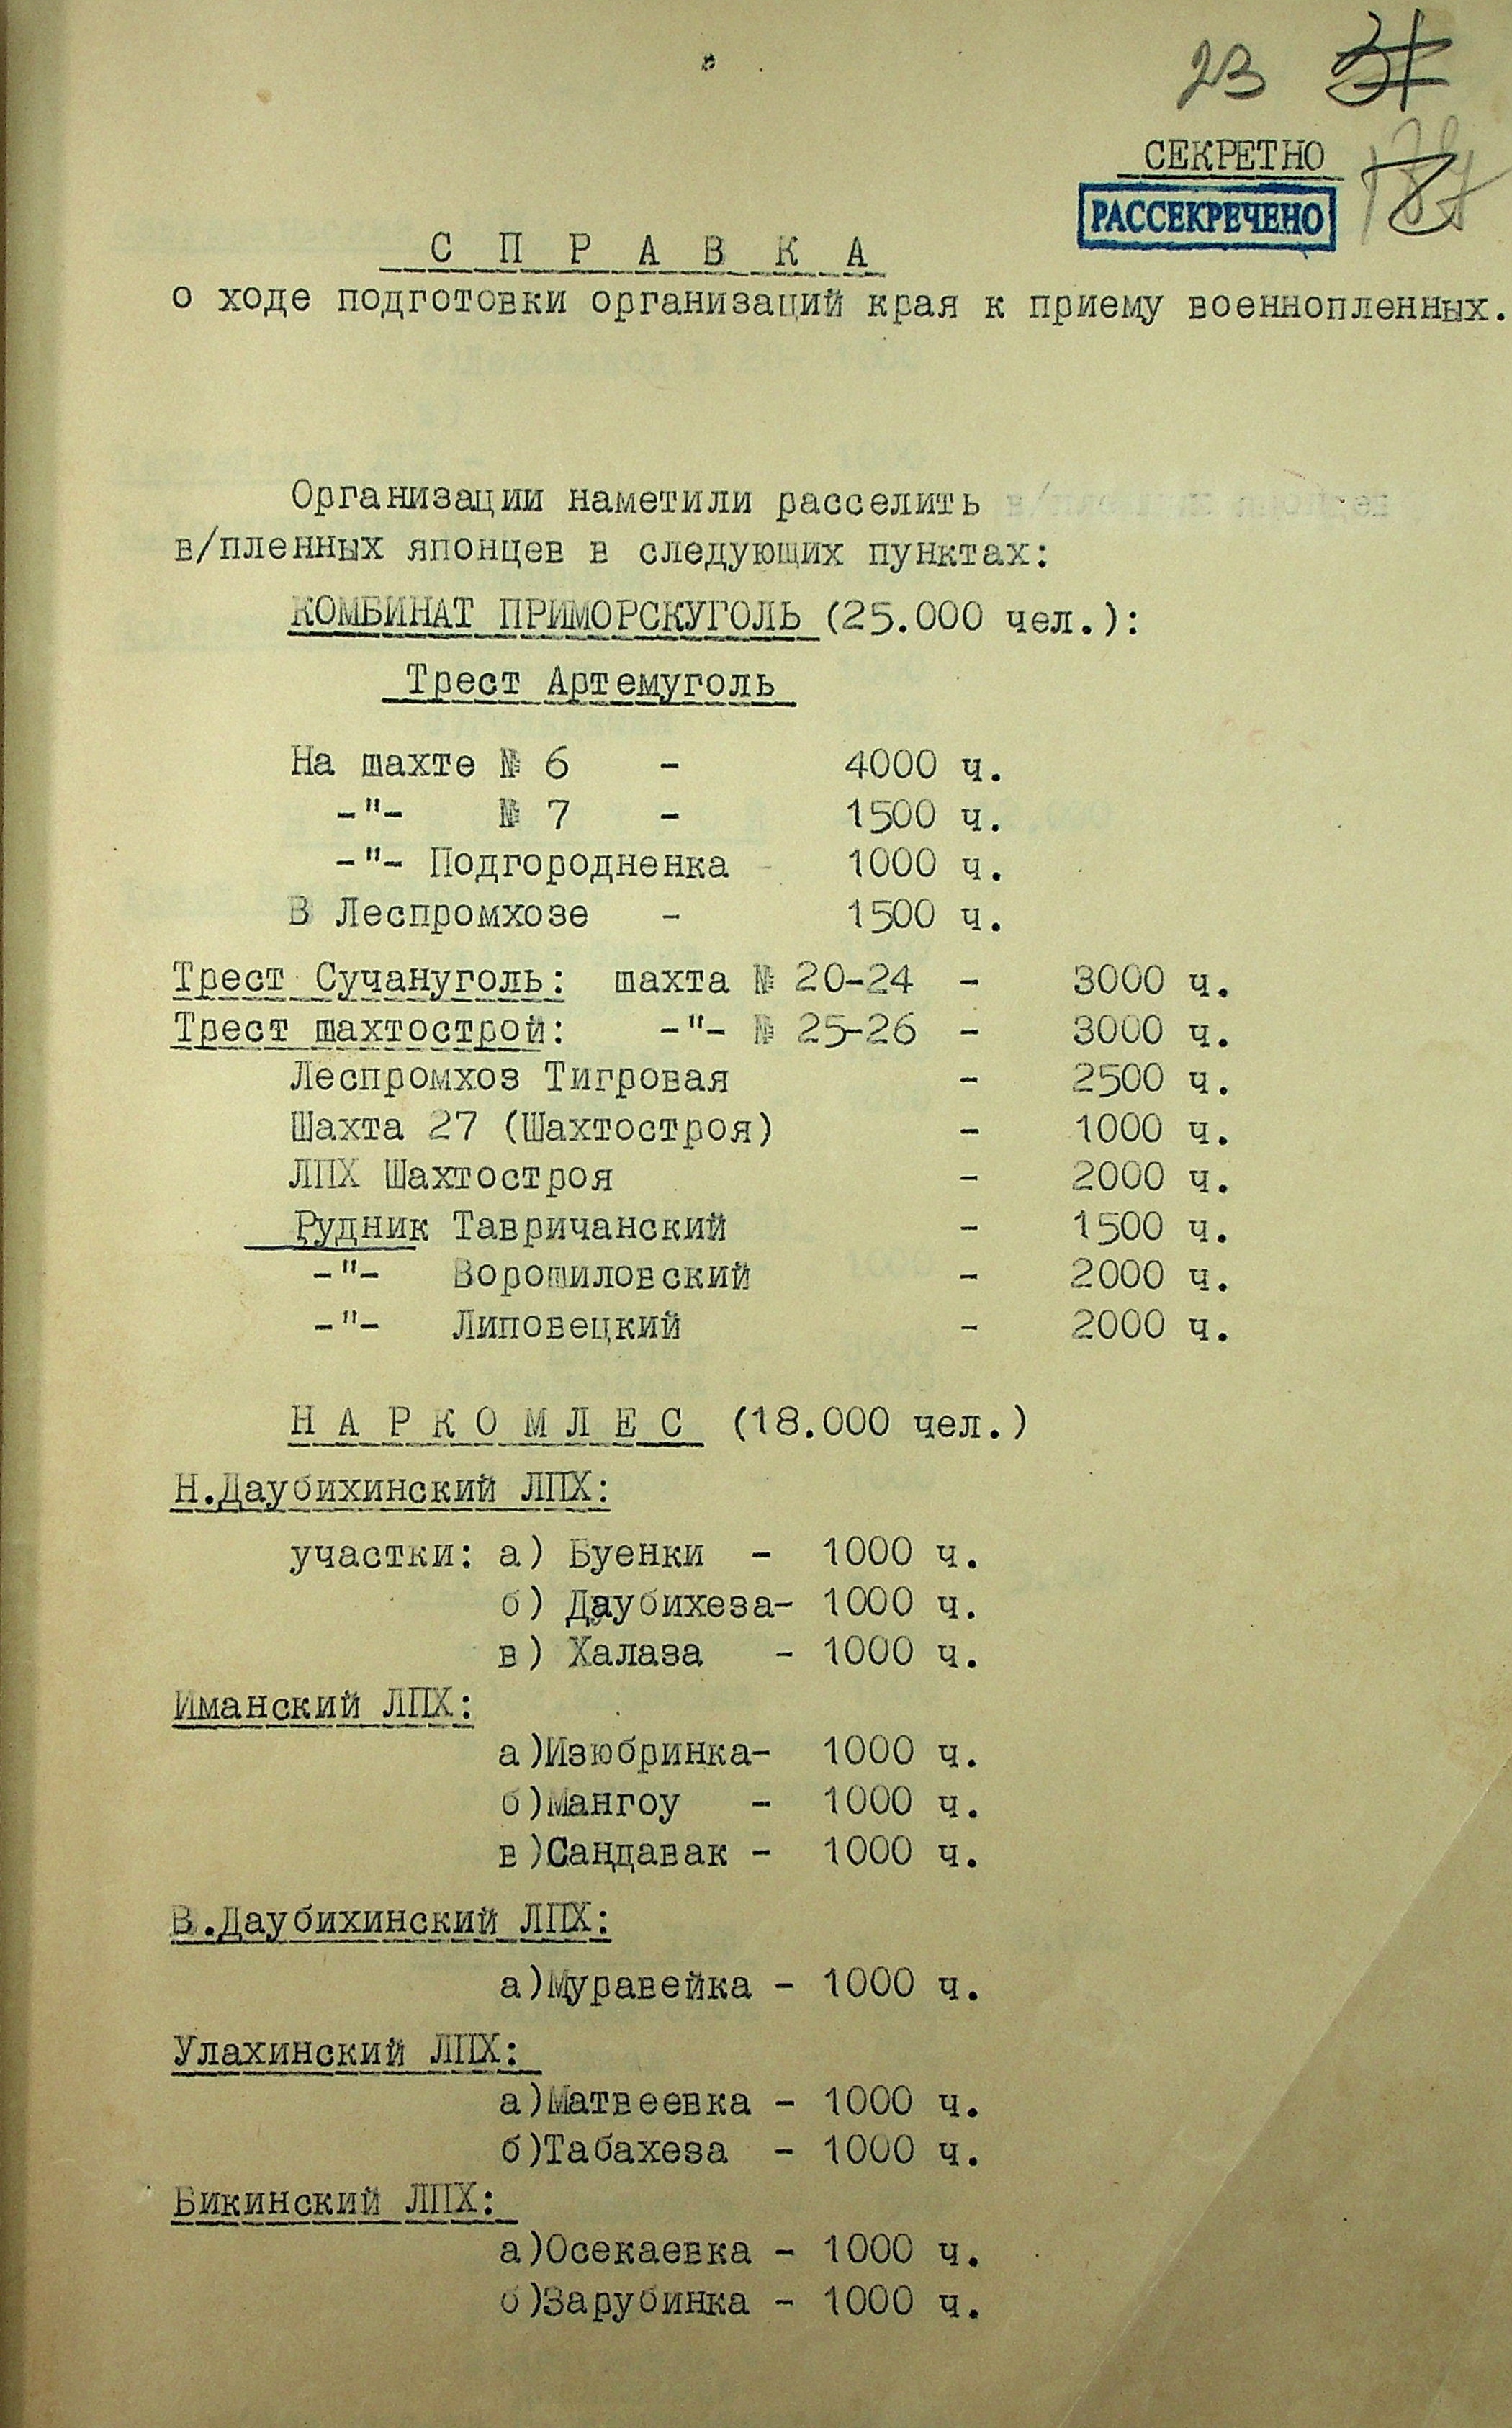 23 31
СЕКРЕТНО
РАССЕКРЕЧЕНО
С П Р А В К А
о ходе подготовки организаций края к приему военнопленных.
Организации наметили расселить
в/пленных японцев в следующих пунктах:
КОМБИНАТ ПРИМОРСКУГОЛЬ (25.000 чел.):
Трест Артемуголь
На шахте № 6 - 4000 ч.
-"- № 7 - 1500 ч.
-"- Подгородненка - 1000 ч.
В Леспромхозе - 1500 ч.
Трест Сучануголь: шахта № 20-24 - 3000 ч.
Трест шахтострой: -"- № 25-26 - 3000 ч.
Леспромхоз Тигровая - 2500 ч.
Шахта 27 (Шахтостроя) - 1000 ч.
ЛПХ Шахтостроя - 2000 ч.
Рудник Тавричанский - 1500 ч.
-"- Ворошиловский - 2000 ч.
-"- Липовецкий - 2000 ч.
Н А Р К О М Л Е С (18.000 чел.)
Н.Даубихинский ЛПХ:
участки: а) Буенки - 1000 ч.
б) Даубихеза- 1000 ч.
в) Халаза - 1000 ч.
Иманский ЛПХ:
а)Изюбринка- 1000 ч.
б)Мангоу - 1000 ч.
в)Сандавак - 1000 ч.
В.Даубихинский ЛПХ:
а)Муравейка - 1000 ч.
Улахинский ЛПХ:
а)Матвеевка - 1000 ч.
б)Табахеза - 1000 ч.
Бикинский ЛПХ:
а)Осекаевка - 1000 ч.
б)Зарубинка - 1000 ч.